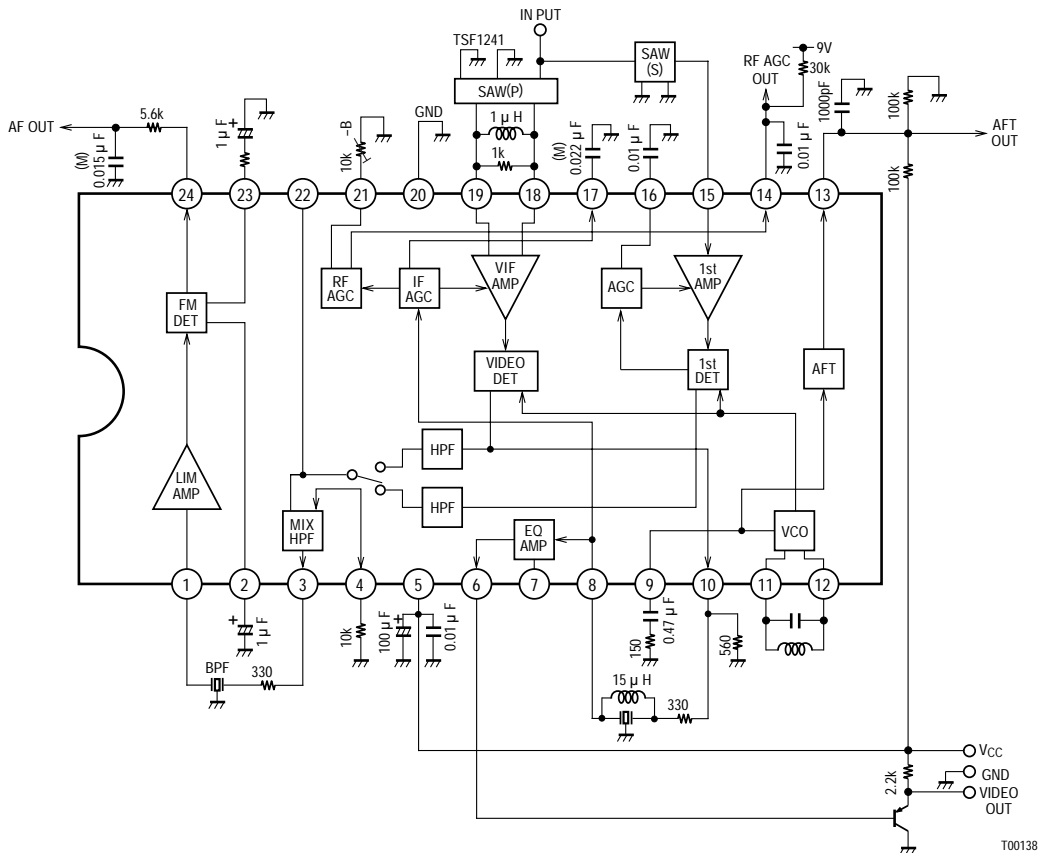 IN PUT
TSF1241
SAW
(S)
SAW(P)
9V
RF AGC
OUT
30k
1000pF
100k
AF OUT
5.6k
1 µ F
+
-B
10k
GND
1 µ H
1k
(M)
0.022 µ F
0.01 µ F
0.01 µ F
AFT
OUT
100k
(M)
0.015 µ F
24
23
22
21
20
19
18
17
16
15
14
13
RF
AGC
IF
AGC
VIF
AMP
AGC
1st
AMP
FM
DET
VIDEO
DET
1st
DET
AFT
HPF
LIM
AMP
HPF
MIX
HPF
EQ
AMP
VCO
1
2
3
4
5
6
7
8
9
10
11
12
+
1 µ F
10k
100 µ F
+
0.01 µ F
150
0.47 µ F
560
BPF
330
15 µ H
330
VCC
GND
2.2k
VIDEO
OUT
T00138